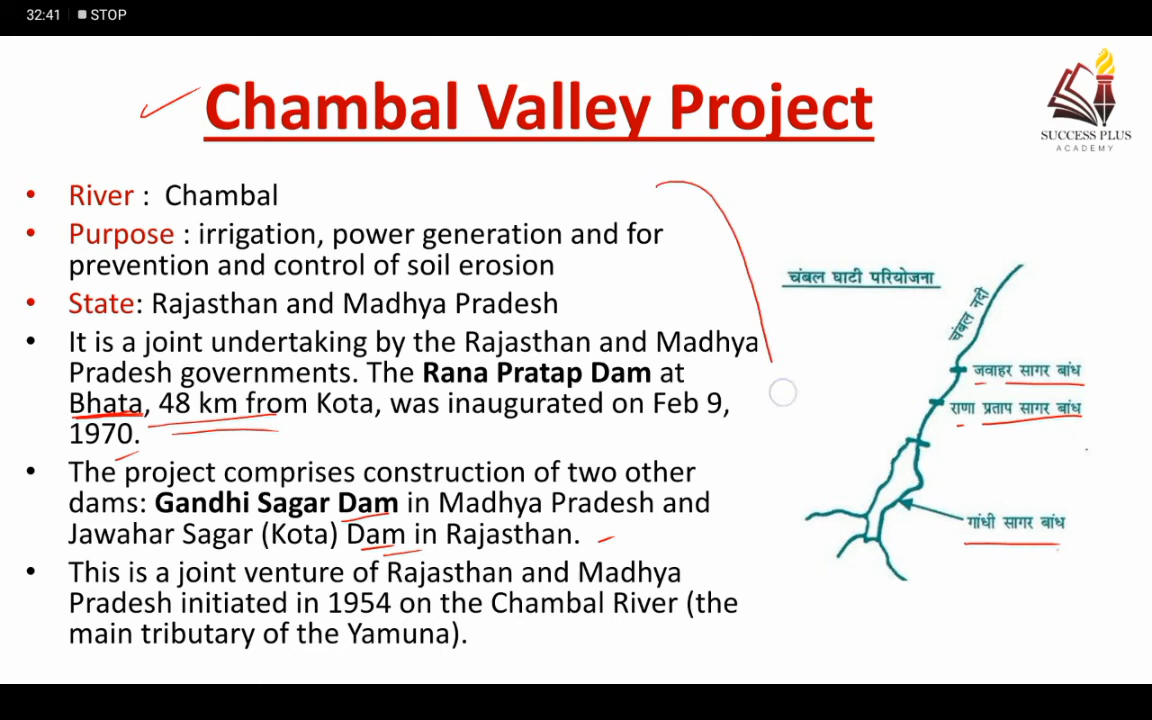 32:41 STOP
Chambal Valley Project
SUCCESS PLUS
ACADEMY
• River : Chambal
• Purpose : irrigation, power generation and for
prevention and control of soil erosion
• State: Rajasthan and Madhya Pradesh
• It is a joint undertaking by the Rajasthan and Madhya
Pradesh governments. The Rana Pratap Dam at
Bhata, 48 km from Kota, was inaugurated on Feb 9,
1970.
• The project comprises construction of two other
dams: Gandhi Sagar Dam in Madhya Pradesh and
Jawahar Sagar (Kota) Dam in Rajasthan.
• This is a joint venture of Rajasthan and Madhya
Pradesh initiated in 1954 on the Chambal River (the
main tributary of the Yamuna).
चंबल घाटी परियोजना
चंबल नदी
जवाहर सागर बांध
राणा प्रताप सागर बांध
गांधी सागर बांध